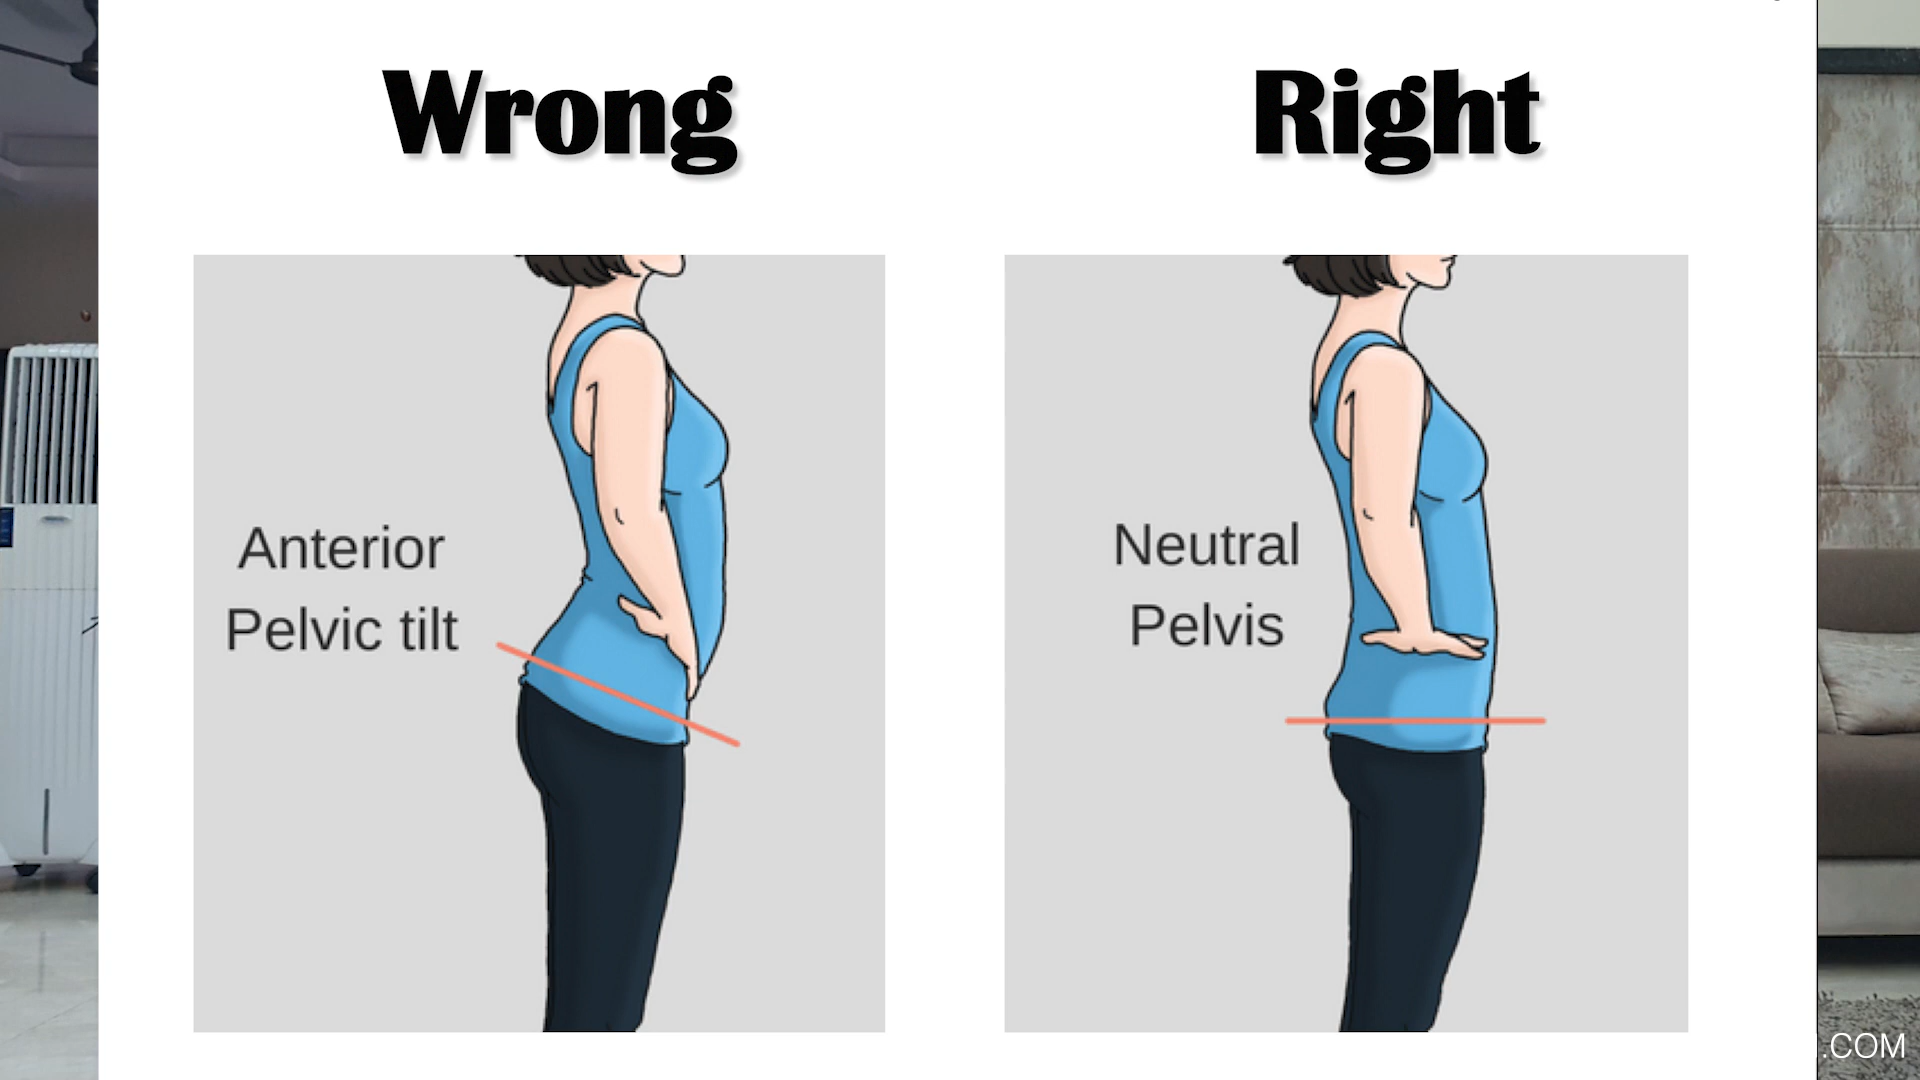 Wrong
Right
Anterior
Pelvic tilt
Neutral
Pelvis
.COM